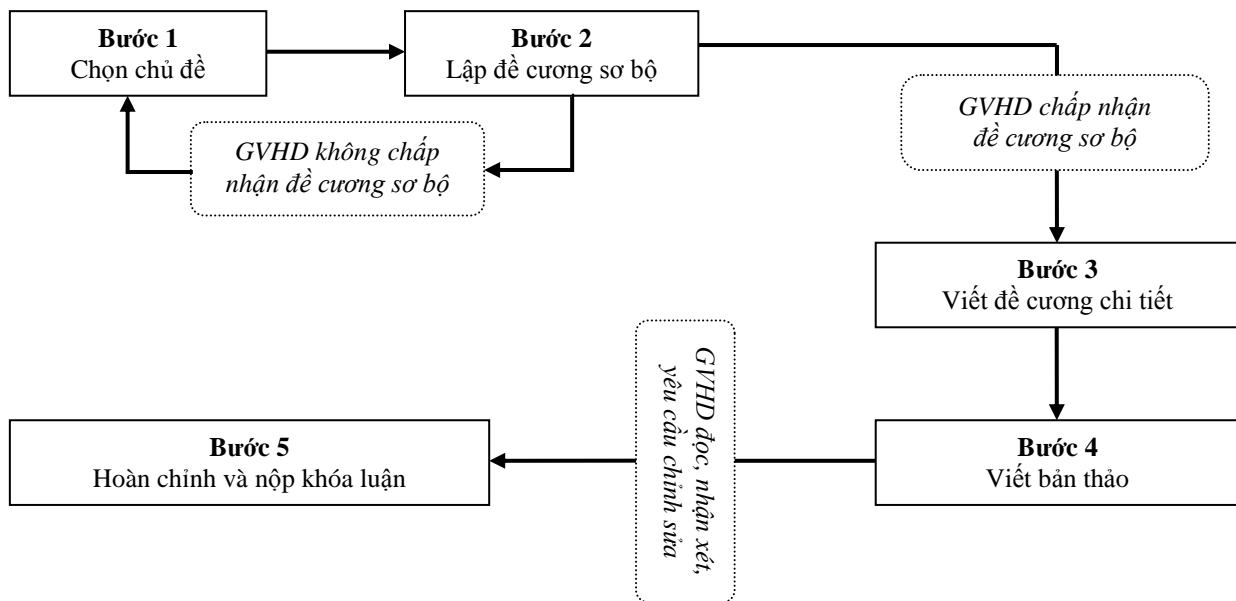 Bước 1
Chọn chủ đề
Bước 2
Lập đề cương sơ bộ
GVHD chấp nhận
đề cương sơ bộ
GVHD không chấp
nhận đề cương sơ bộ
Bước 3
Viết đề cương chi tiết
GVHD đọc, nhận xét,
yêu cầu chỉnh sửa
Bước 4
Viết bản thảo
Bước 5
Hoàn chỉnh và nộp khóa luận